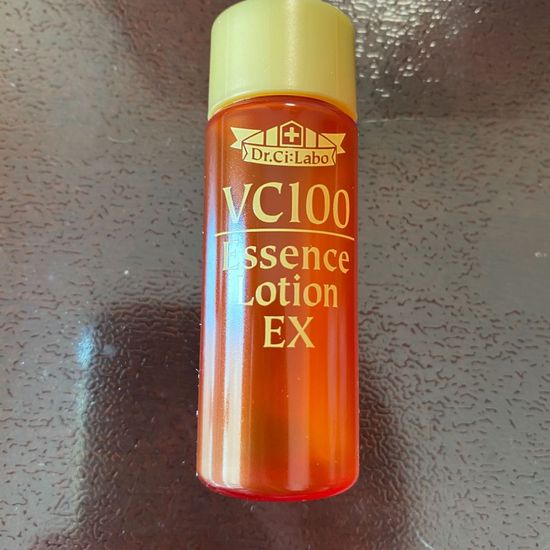 Dr.Ci:Labo
VC100
Essence
Lotion
EX